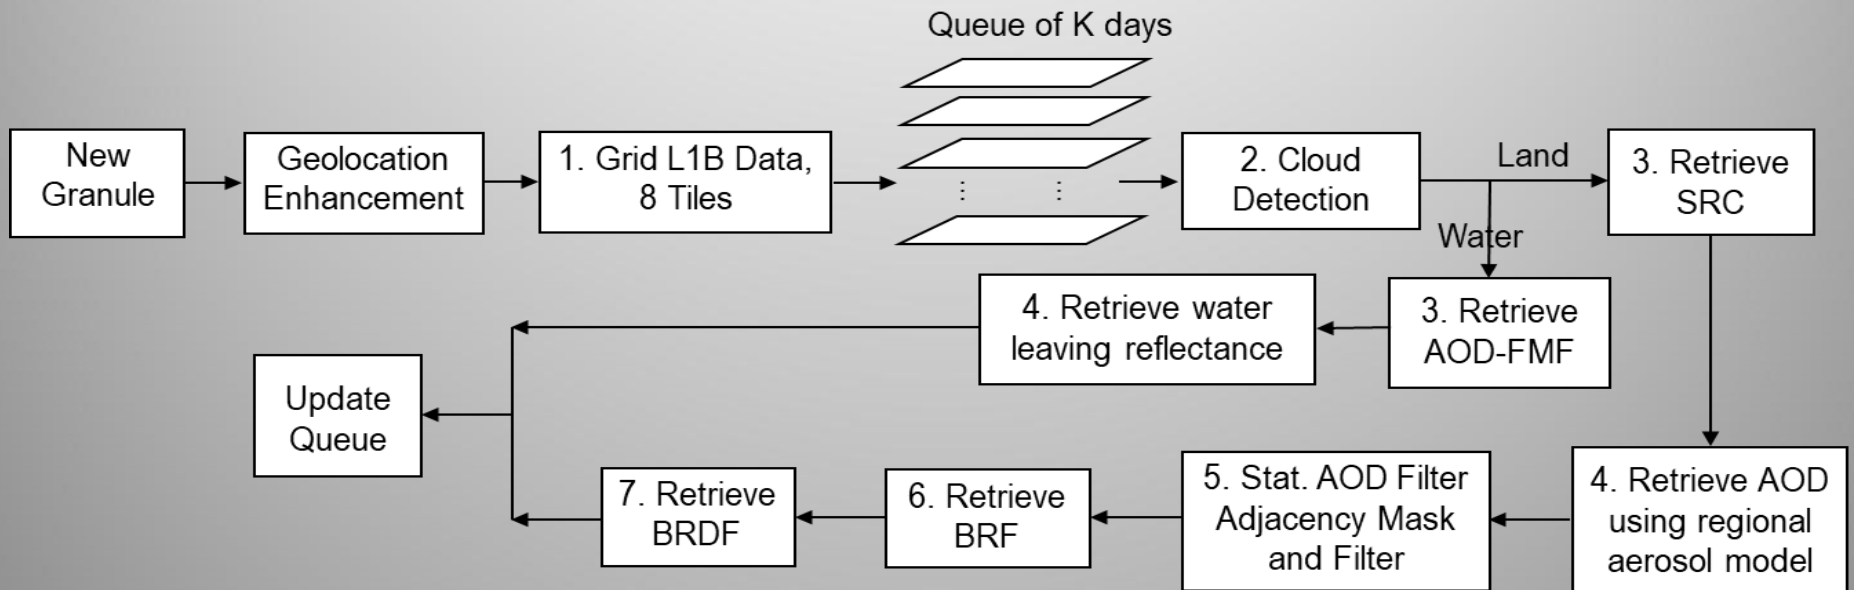 Queue of K days
New
Granule
Geolocation
Enhancement
1. Grid L1B Data,
8 Tiles
2. Cloud
Detection
Land
Water
3. Retrieve
SRC
3. Retrieve
AOD-FMF
4. Retrieve water
leaving reflectance
Update
Queue
4. Retrieve AOD
using regional
aerosol model
5. Stat. AOD Filter
Adjacency Mask
and Filter
6. Retrieve
BRF
7. Retrieve
BRDF